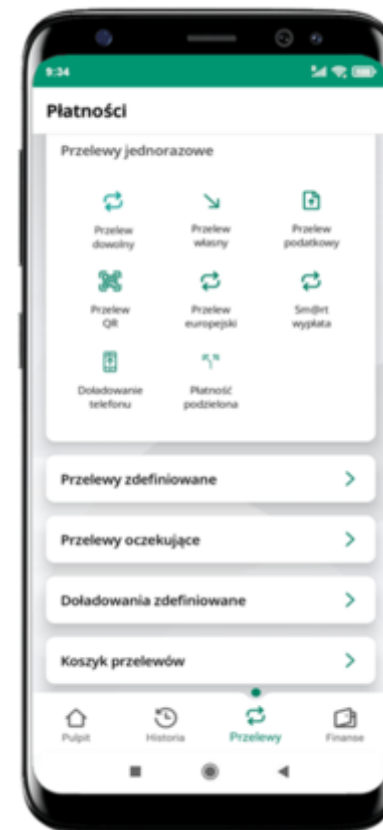 9:34
Płatności
Przelewy jednorazowe
Przelew
dowolny
Przelew
własny
Przelew
podatkowy
Przelew
QR
Przelew
europejski
Sm@rt
wypłata
Doładowanie
telefonu
Płatność
podzielona
Przelewy zdefiniowane
Przelewy oczekujące
Doładowania zdefiniowane
Koszyk przelewów
Pulpit
Historia
Przelewy
Finanse